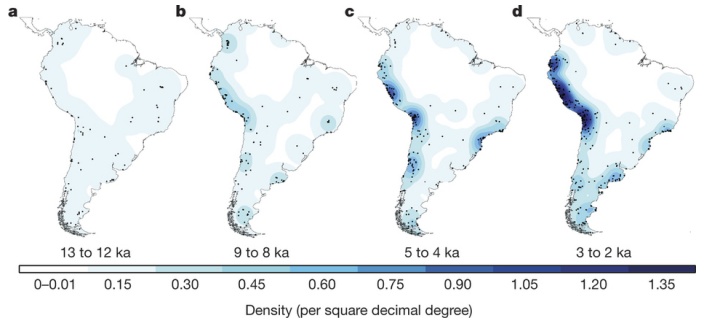 a b c d
13 to 12 ka 9 to 8 ka 5 to 4 ka 3 to 2 ka
0–0.01 0.15 0.30 0.45 0.60 0.75 0.90 1.05 1.20 1.35
Density (per square decimal degree)